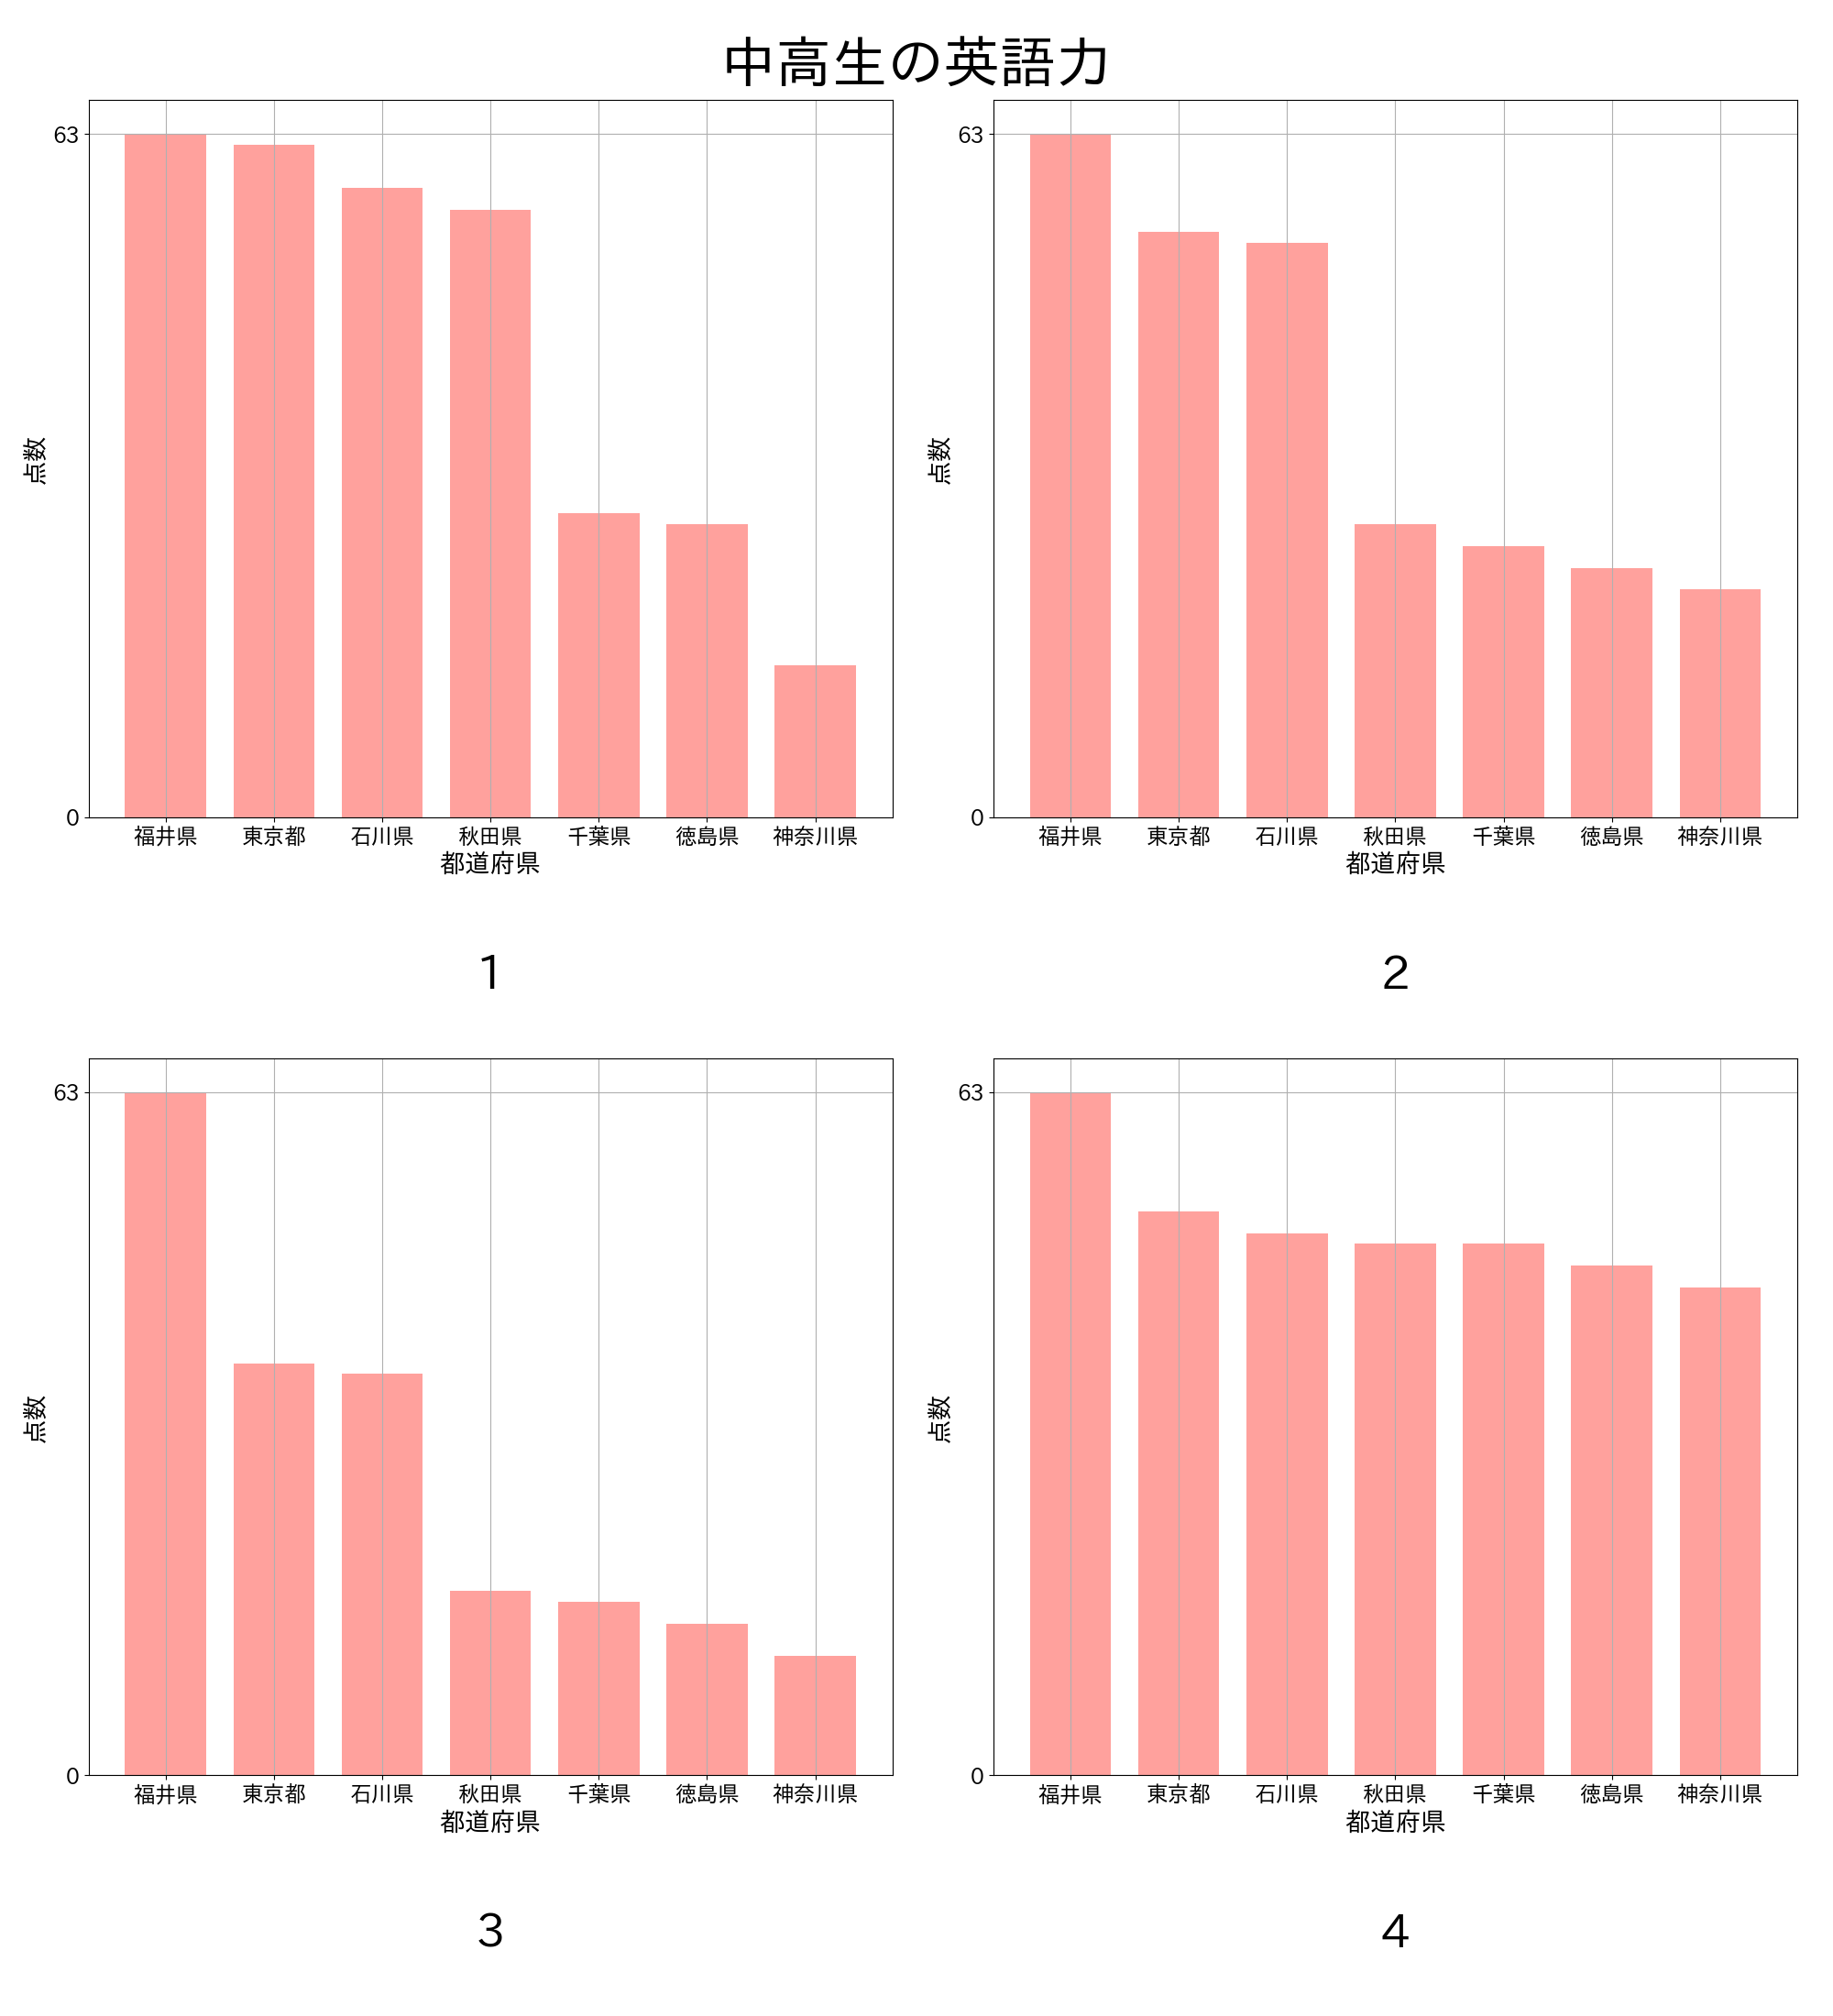 中高生の英語力
63
0
点数
福井県 東京都 石川県 秋田県 千葉県 徳島県 神奈川県
都道府県
1
63
0
点数
福井県 東京都 石川県 秋田県 千葉県 徳島県 神奈川県
都道府県
2
63
0
点数
福井県 東京都 石川県 秋田県 千葉県 徳島県 神奈川県
都道府県
3
63
0
点数
福井県 東京都 石川県 秋田県 千葉県 徳島県 神奈川県
都道府県
4